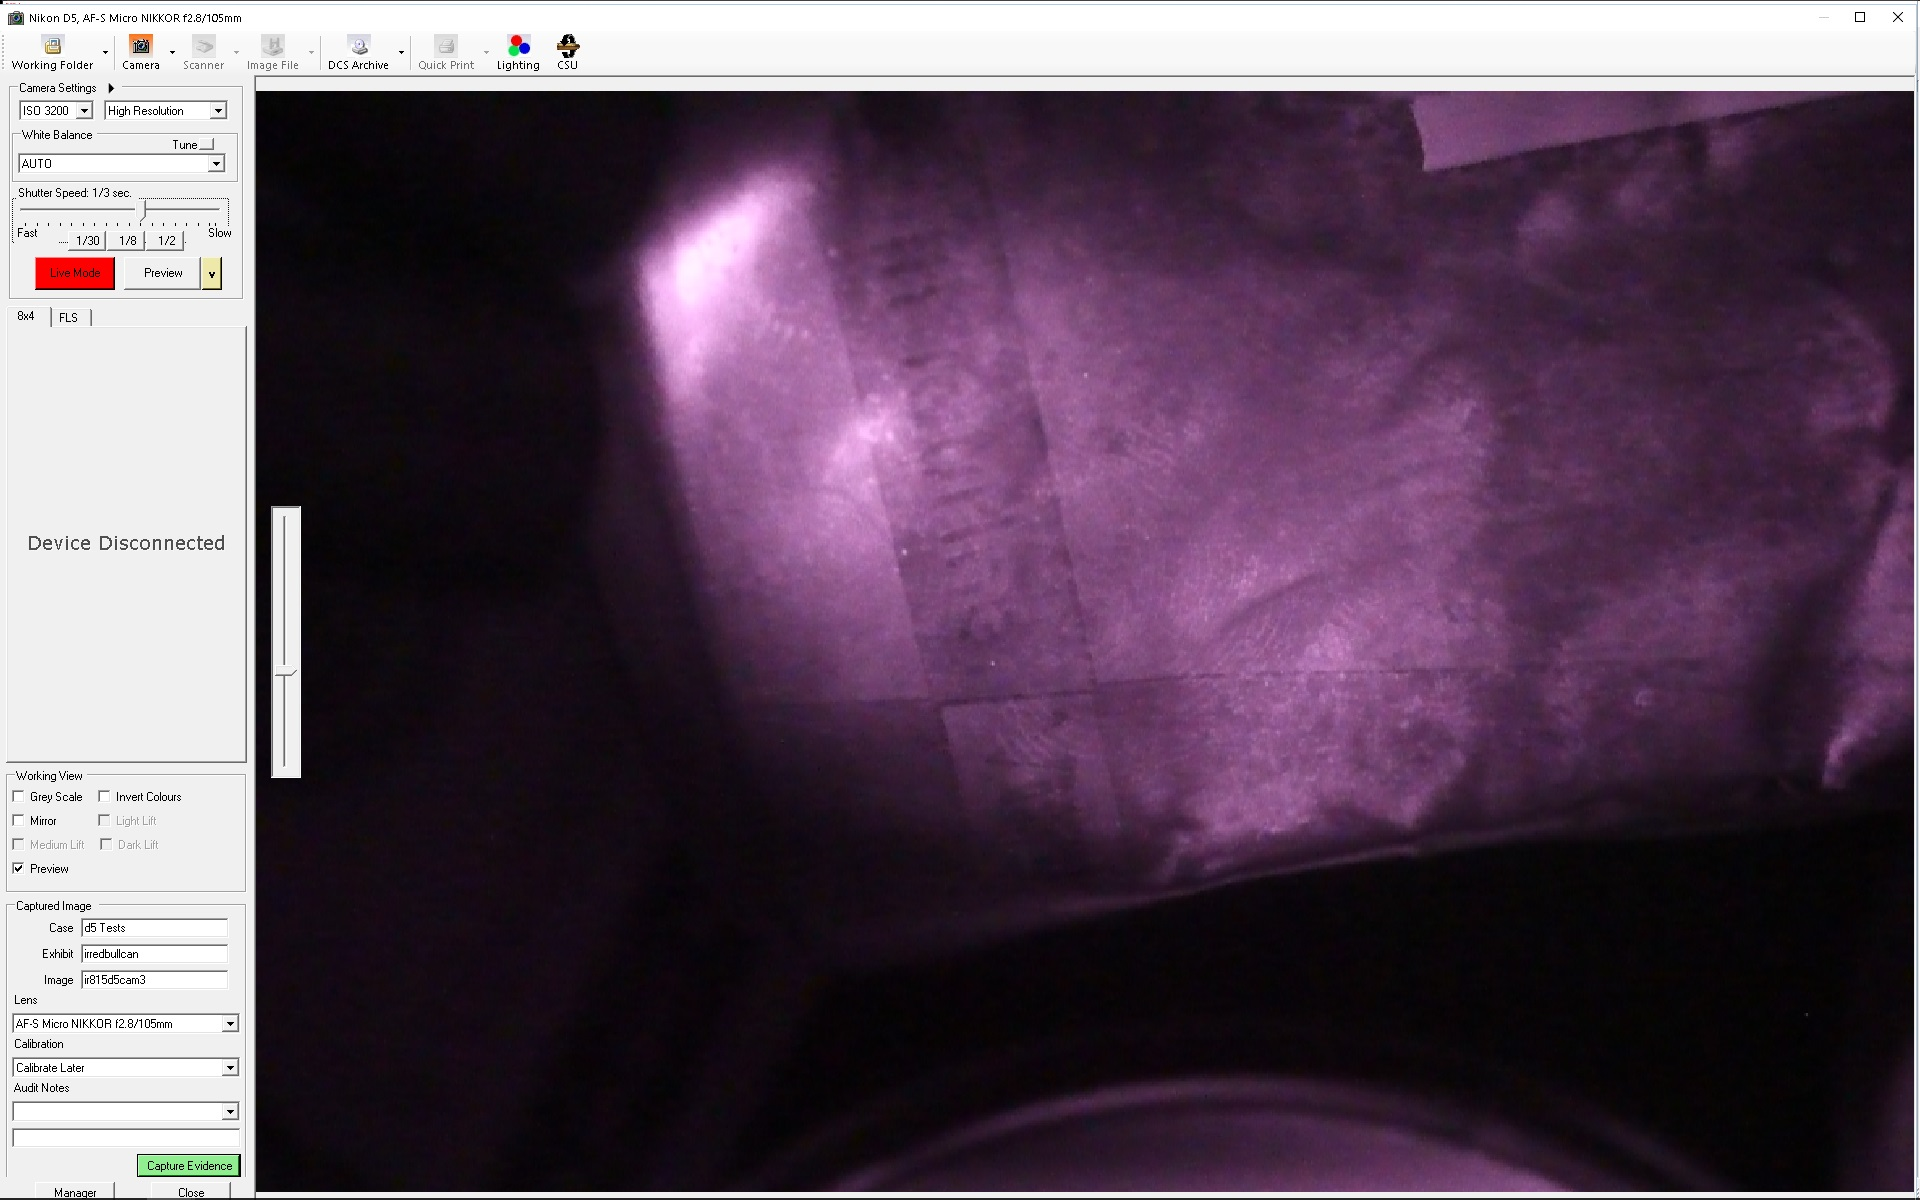 Nikon D5, AF-S Micro NIKKOR f2.8/105mm
Working Folder
Camera
Scanner
Image File
DCS Archive
Quick Print
Lighting
CSU
Camera Settings
ISO 3200
High Resolution
White Balance
Tune
AUTO
Shutter Speed: 1/3 sec.
Fast
Slow
1/30
1/8
1/2
Live Mode
Preview
v
8x4
FLS
Device Disconnected
Working View
Grey Scale
Invert Colours
Mirror
Light Lift
Medium Lift
Dark Lift
Preview
Captured Image
Case
d5 Tests
Exhibit
irredbullcan
Image
ir815d5cam3
Lens
AF-S Micro NIKKOR f2.8/105mm
Calibration
Calibrate Later
Audit Notes
Capture Evidence
Manager
Close